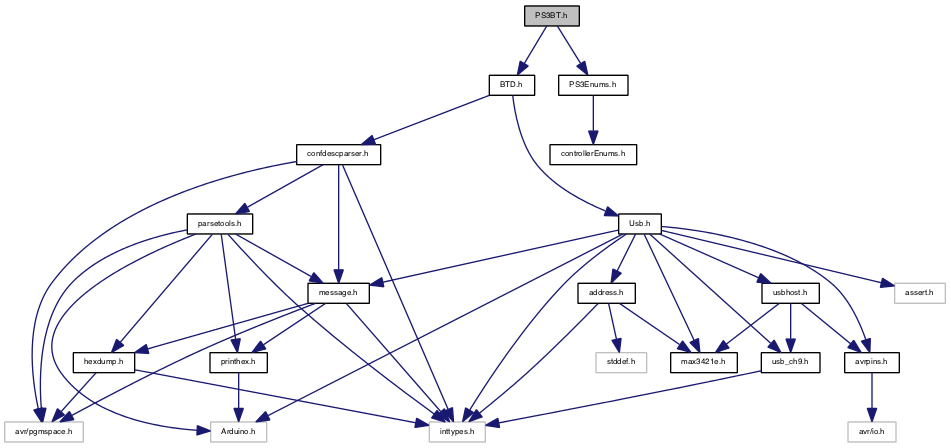 PS3BT.h
BTD.h
PS3Enums.h
confdescparser.h
controllerEnums.h
parsetools.h
Usb.h
message.h
address.h
usbhost.h
assert.h
hexdump.h
printhex.h
stddef.h
max3421e.h
usb_ch9.h
avrpins.h
avr/pgmspace.h
Arduino.h
inttypes.h
avr/io.h